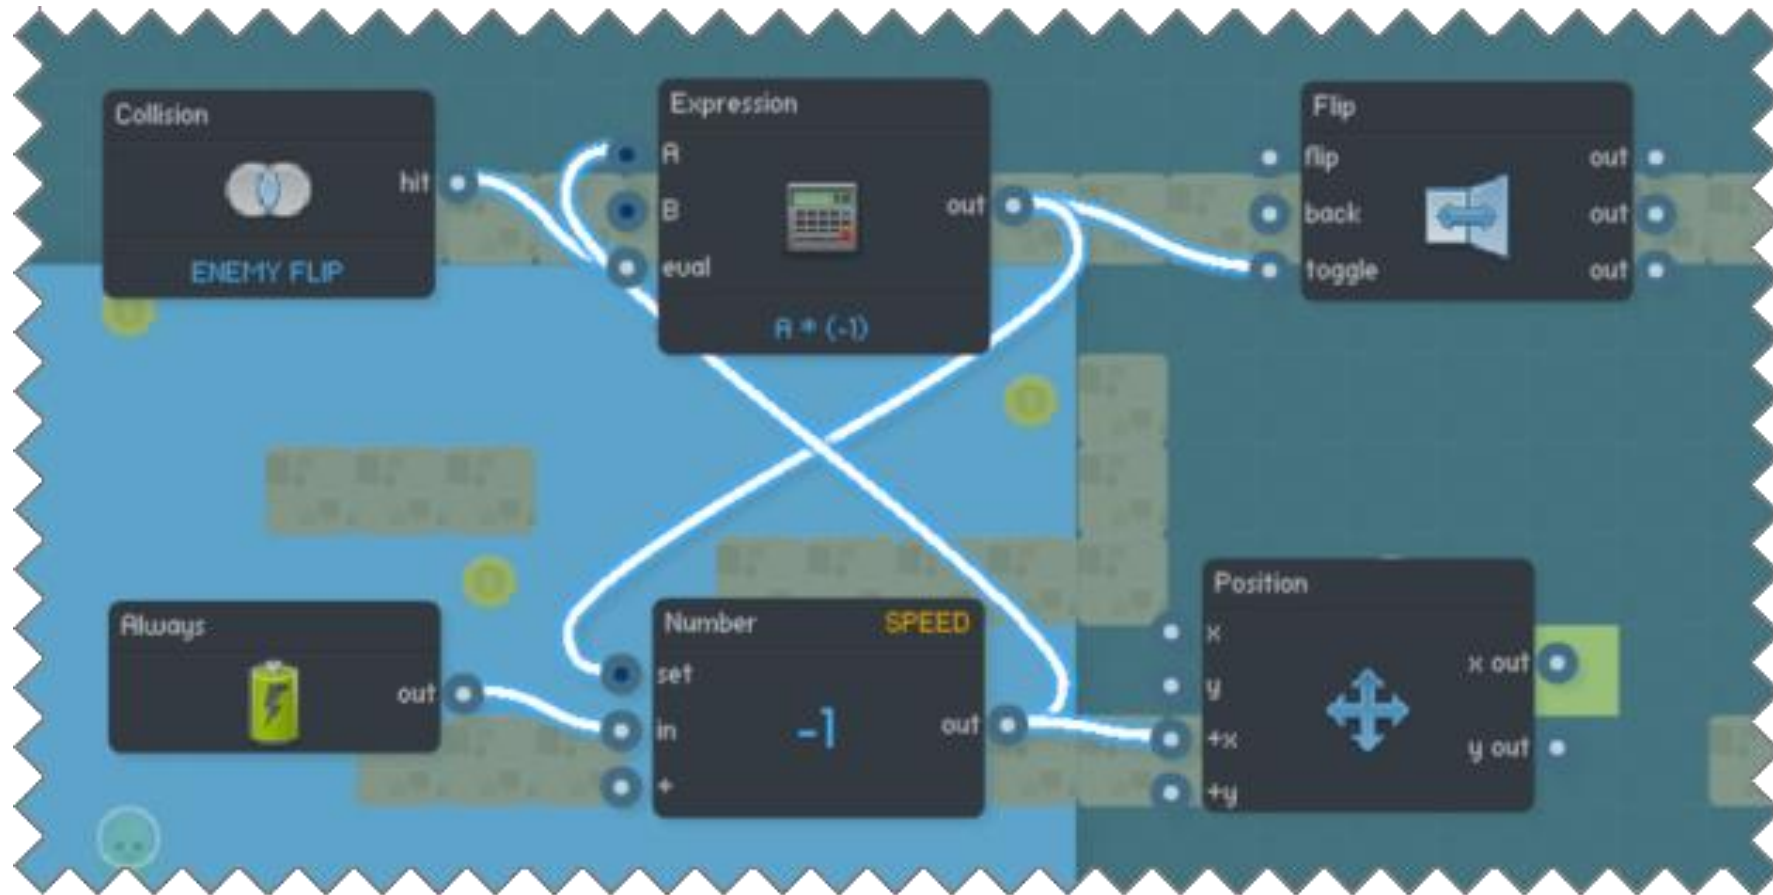 Collision
hit
ENEMY FLIP
Expression
A
B
eval
out
A * (-1)
Flip
flip
back
toggle
out
out
out
Always
out
Number
SPEED
set
in
+
-1
out
Position
x
y
+x
+y
x out
y out